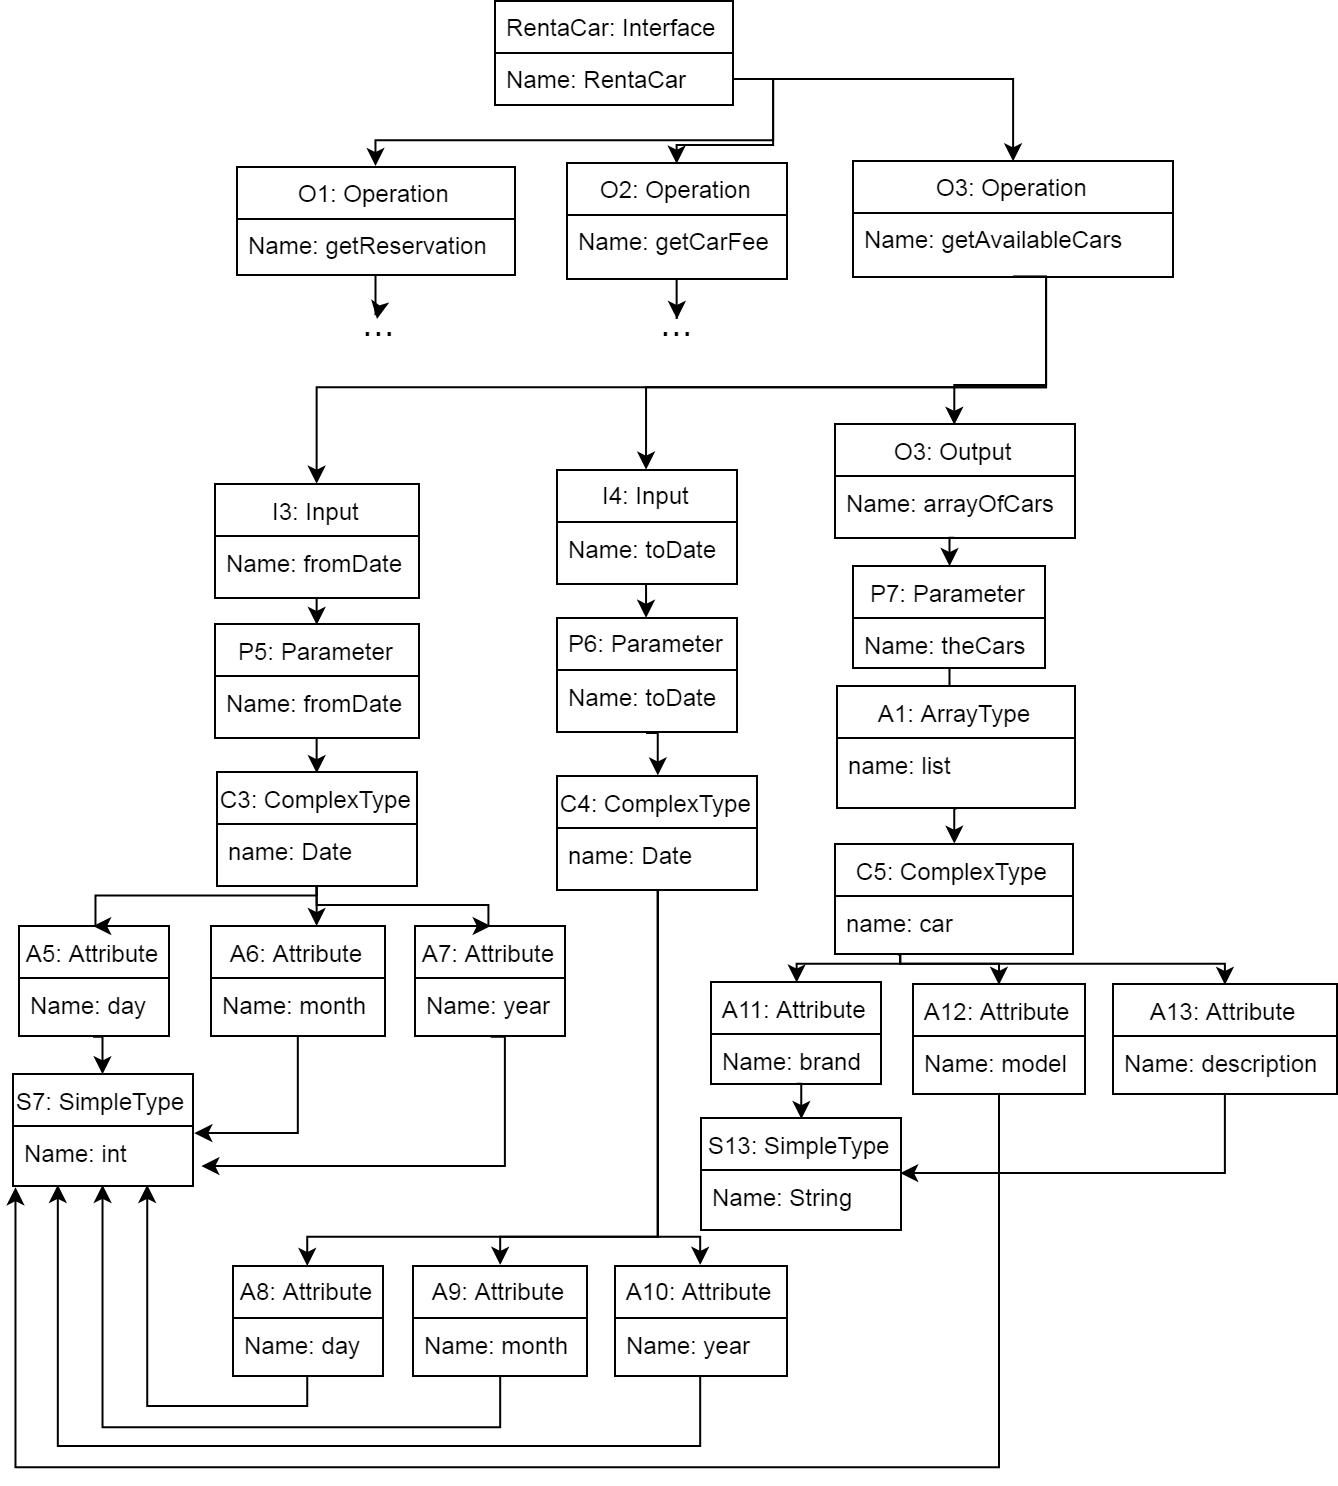 RentaCar: Interface
Name: RentaCar
O1: Operation
Name: getReservation
O2: Operation
Name: getCarFee
O3: Operation
Name: getAvailableCars
...
...
I3: Input
Name: fromDate
I4: Input
Name: toDate
O3: Output
Name: arrayOfCars
P5: Parameter
Name: fromDate
P6: Parameter
Name: toDate
P7: Parameter
Name: theCars
A1: ArrayType
name: list
C3: ComplexType
name: Date
C4: ComplexType
name: Date
C5: ComplexType
name: car
A5: Attribute
Name: day
A6: Attribute
Name: month
A7: Attribute
Name: year
A11: Attribute
Name: brand
A12: Attribute
Name: model
A13: Attribute
Name: description
S7: SimpleType
Name: int
S13: SimpleType
Name: String
A8: Attribute
Name: day
A9: Attribute
Name: month
A10: Attribute
Name: year